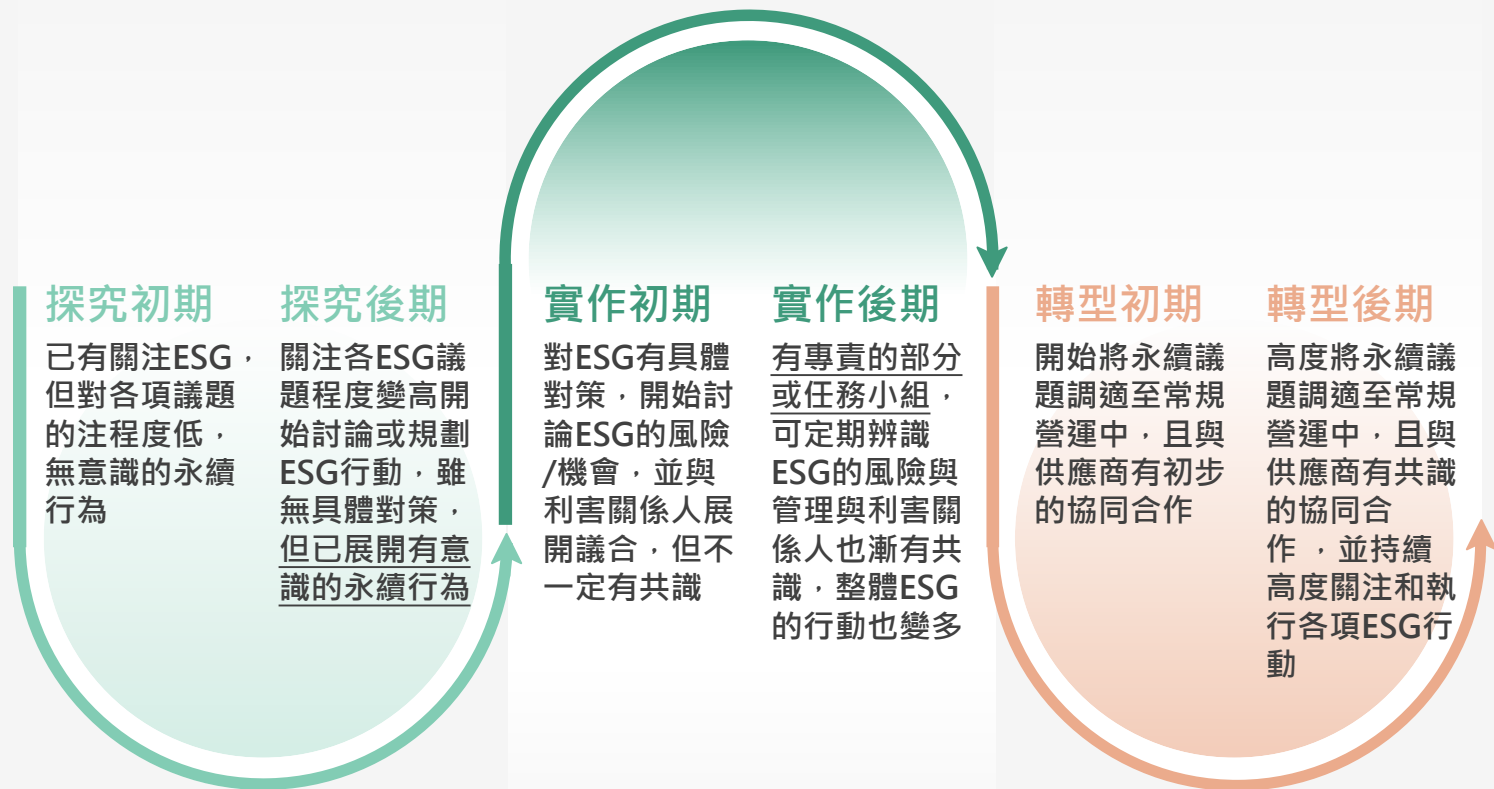 探究初期
已有關注ESG，
但對各項議題
的注程度低，
無意識的永續
行為
探究後期
關注各ESG議
題程度變高開
始討論或規劃
ESG行動，雖
無具體對策，
但已展開有意
識的永續行為
實作初期
對ESG有具體
對策，開始討
論ESG的風險
/機會，並與
利害關係人展
開議合，但不
一定有共識
實作後期
有專責的部分
或任務小組，
可定期辨識
ESG的風險與
管理與利害關
係人也漸有共
識，整體ESG
的行動也變多
轉型初期
開始將永續議
題調適至常規
營運中，且與
供應商有初步
的協同合作
轉型後期
高度將永續議
題調適至常規
營運中，且與
供應商有共識
的協同合
作 ，並持續
高度關注和執
行各項ESG行
動